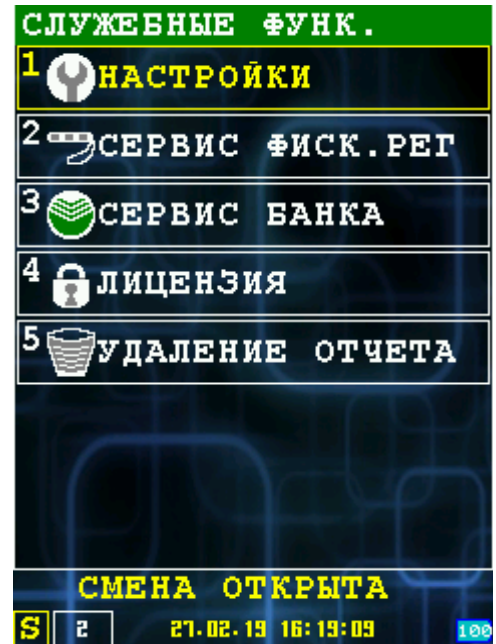 СЛУЖЕБНЫЕ ФУНК.
1 НАСТРОЙКИ
2 СЕРВИС ФИСК.РЕГ
3 СЕРВИС БАНКА
4 ЛИЦЕНЗИЯ
5 УДАЛЕНИЕ ОТЧЕТА
СМЕНА ОТКРЫТА
S 2 27.02.19 16:19:09 100